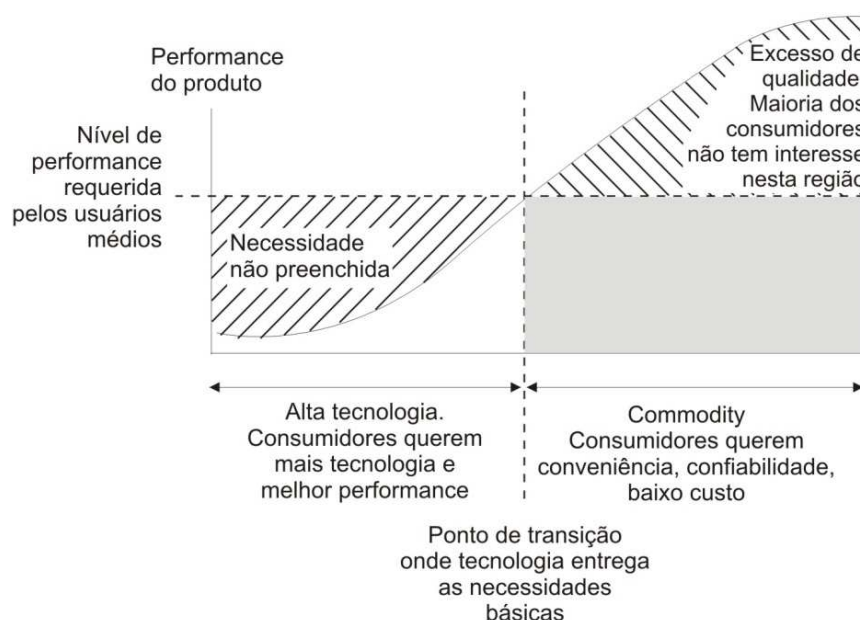 Performance
do produto
Nível de
performance
requerida
pelos usuários
médios
Necessidade
não preenchida
Excesso de
qualidade.
Maioria dos
consumidores
não tem interesse
nesta região
Alta tecnologia.
Consumidores querem
mais tecnologia e
melhor performance
Commodity
Consumidores querem
conveniência, confiabilidade,
baixo custo
Ponto de transição
onde tecnologia entrega
as necessidades
básicas